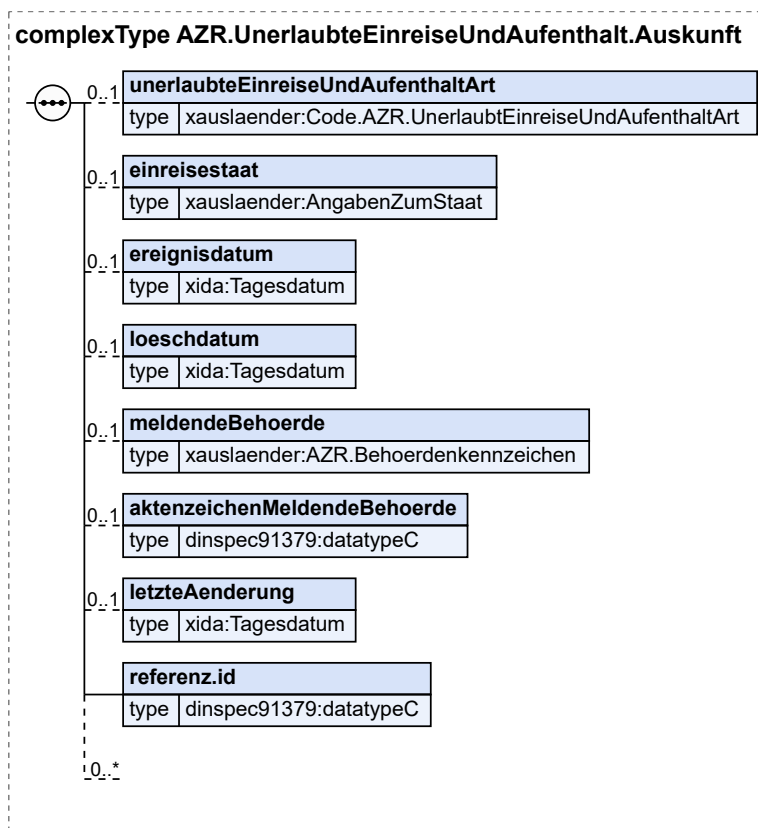 complexType AZR.UnerlaubteEinreiseUndAufenthalt.Auskunft
0..1 unerlaubteEinreiseUndAufenthaltArt
type xauslaender:Code.AZR.UnerlaubtEinreiseUndAufenthaltArt
0..1 einreisestaat
type xauslaender:AngabenZumStaat
0..1 ereignisdatum
type xida:Tagesdatum
0..1 loeschdatum
type xida:Tagesdatum
0..1 meldendeBehoerde
type xauslaender:AZR.Behoerdenkennzeichen
0..1 aktenzeichenMeldendeBehoerde
type dinspec91379:datatypeC
0..1 letzteAenderung
type xida:Tagesdatum
referenz.id
type dinspec91379:datatypeC
0..*